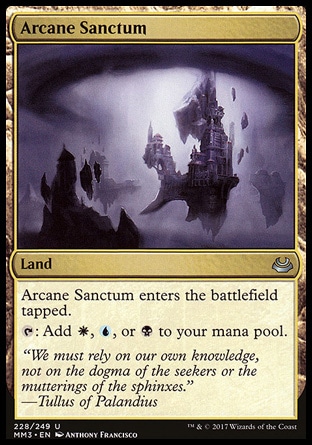 Arcane Sanctum
Land
Arcane Sanctum enters the battlefield
tapped.
: Add , , or to your mana pool.
“We must rely on our own knowledge,
not on the dogma of the seekers or the
mutterings of the sphinxes.”
—Tullus of Palandius
228/249 U
MM3 • EN Anthony Francisco
™ & © 2017 Wizards of the Coast